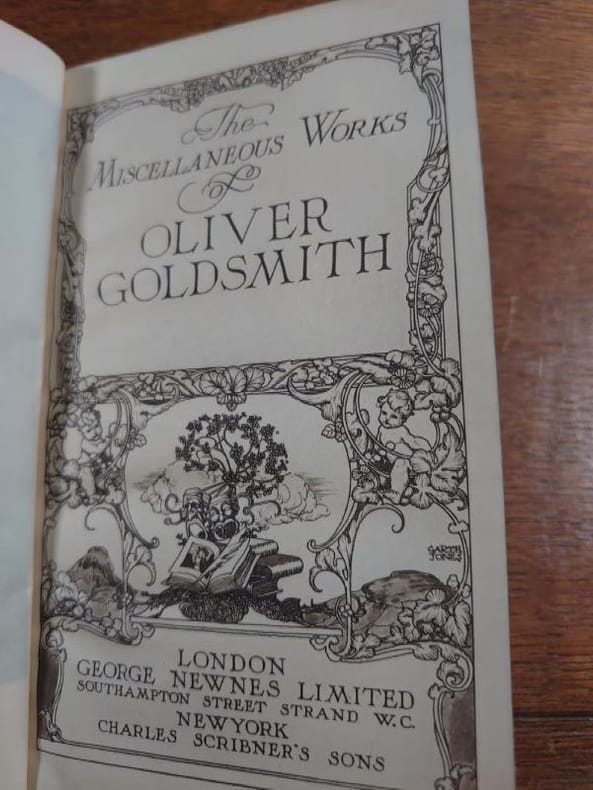 The
MISCELLANEOUS WORKS
of
OLIVER
GOLDSMITH
GARTH
JONES
LONDON
GEORGE NEWNES LIMITED
SOUTHAMPTON STREET STRAND W.C.
NEWYORK
CHARLES SCRIBNER'S SONS